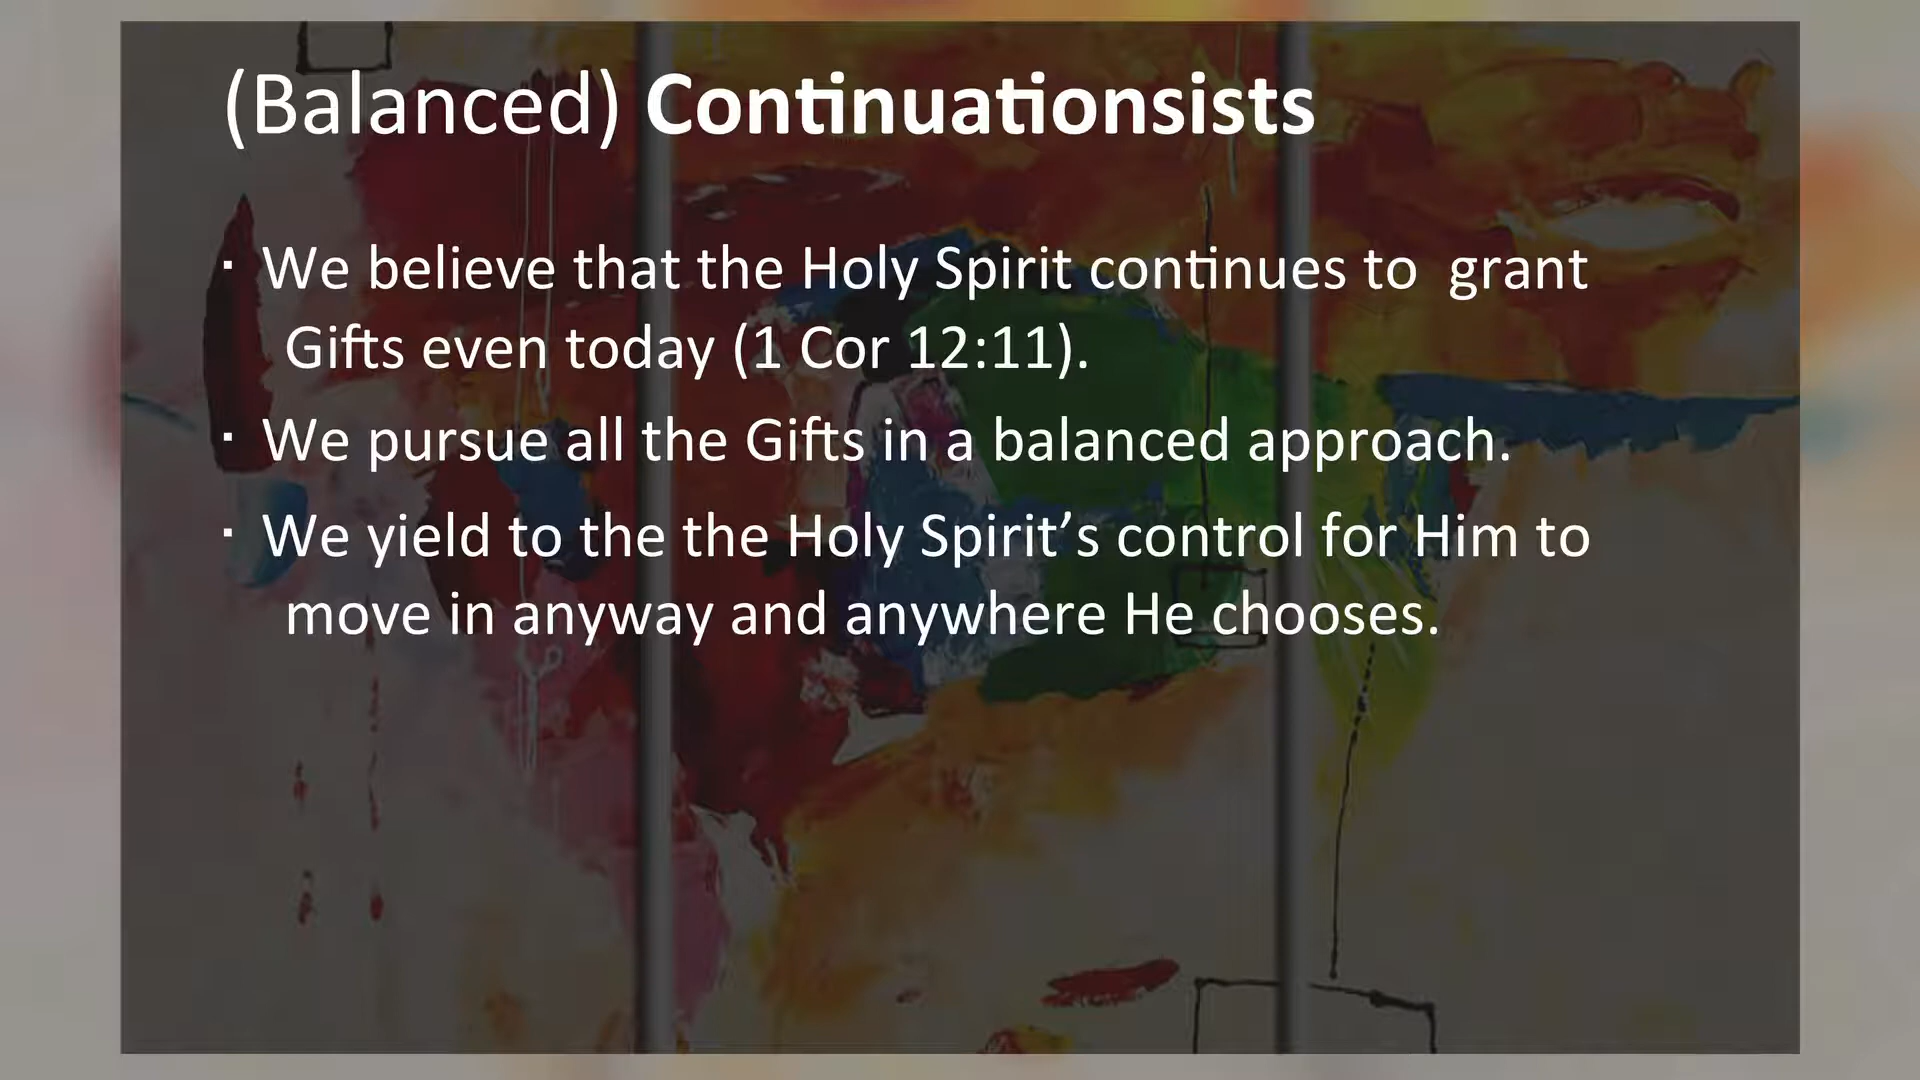 (Balanced) Continuationsists
· We believe that the Holy Spirit continues to  grant
Gifts even today (1 Cor 12:11).
· We pursue all the Gifts in a balanced approach.
· We yield to the the Holy Spirit’s control for Him to
move in anyway and anywhere He chooses.